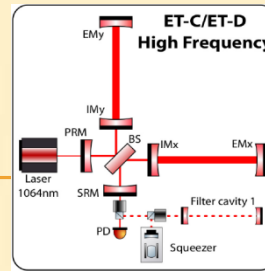 ET-C/ET-D
High Frequency
EMy
IMy
PRM
BS
IMx
EMx
Laser
1064nm
SRM
Filter cavity 1
PD
Squeezer